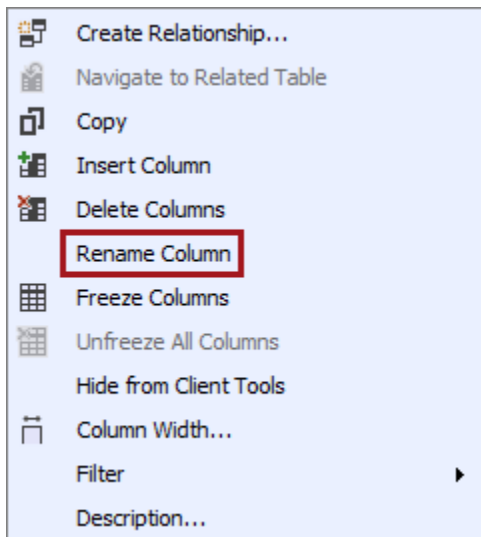 Create Relationship...
Navigate to Related Table
Copy
Insert Column
Delete Columns
Rename Column
Freeze Columns
Unfreeze All Columns
Hide from Client Tools
Column Width...
Filter
Description...